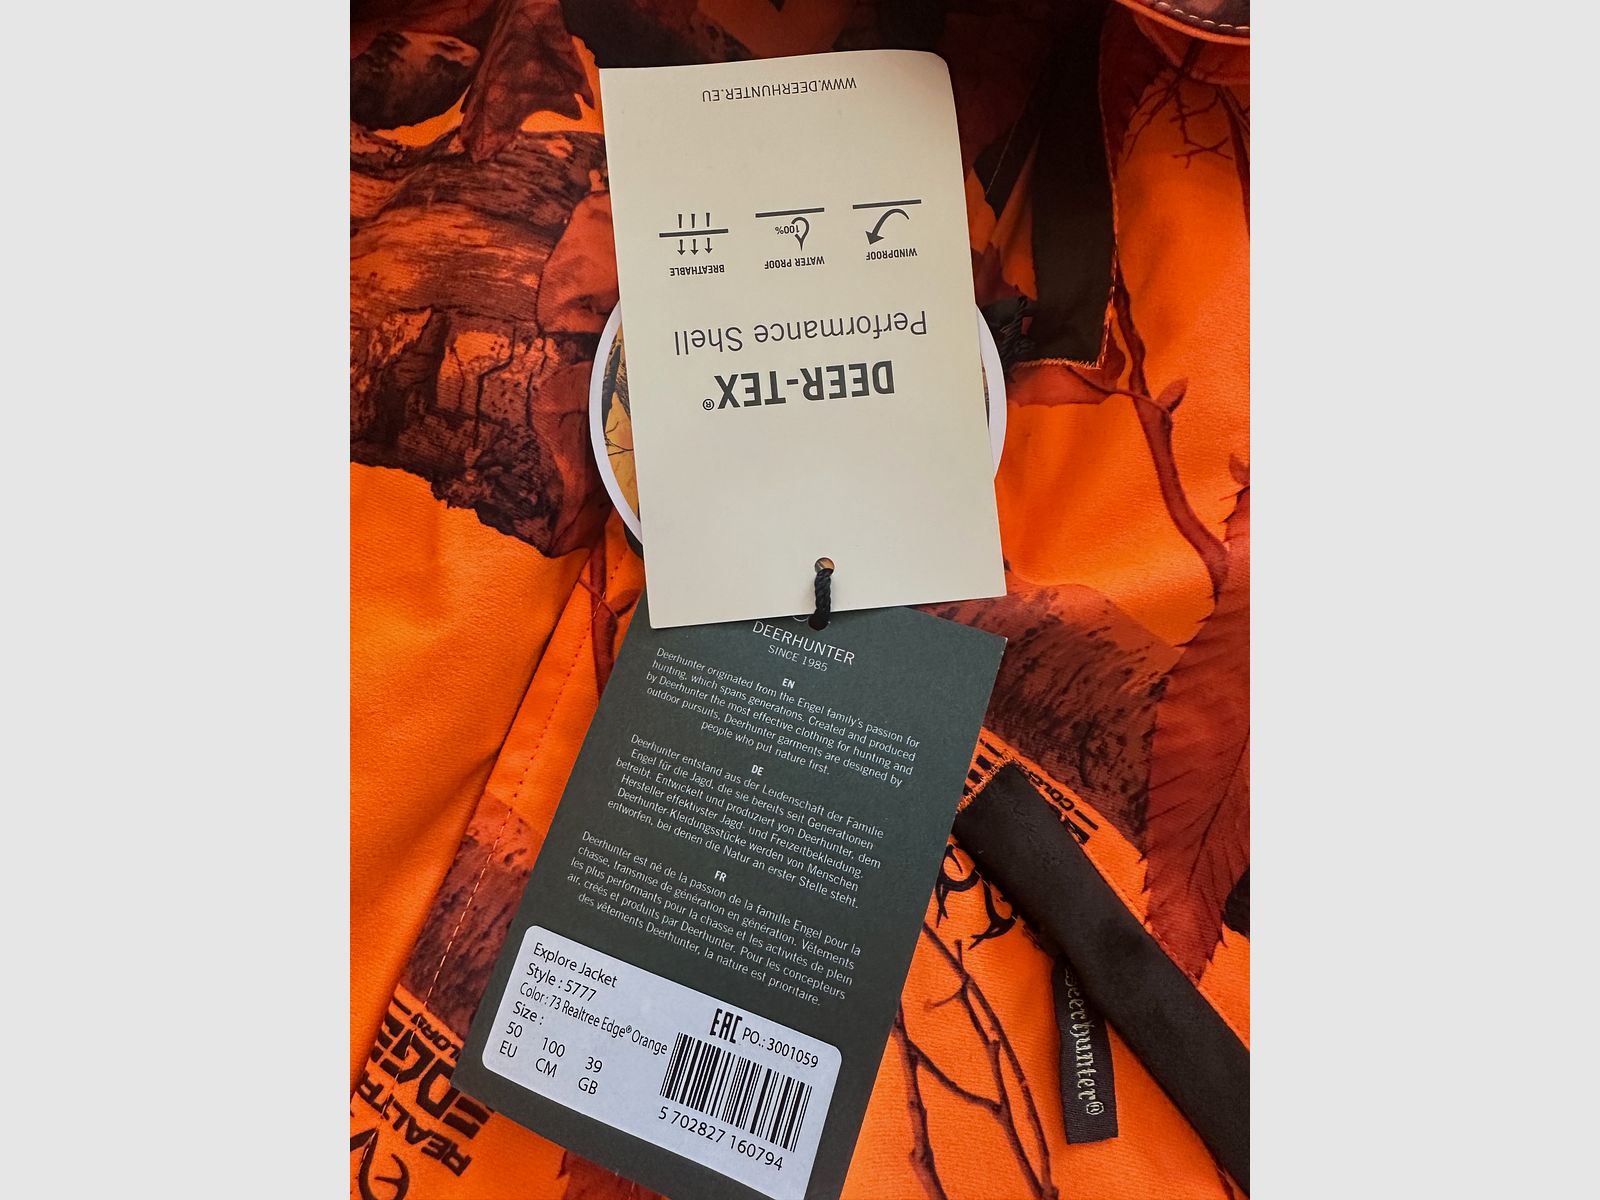 WWW.DEERHUNTER.EU
BREATHABLE
WATER PROOF
100%
WINDPROOF
DEER-TEX®
Performance Shell
DEERHUNTER
SINCE 1985
EN
Deerhunter originated from the Engel family's passion for
hunting, which spans generations. Created and produced
by Deerhunter the most effective clothing for hunting and
outdoor pursuits, Deerhunter garments are designed by
people who put nature first.
DE
Deerhunter entstand aus der Leidenschaft der Familie
Engel für die Jagd, die sie bereits seit Generationen
betreibt. Entwickelt und produziert von Deerhunter, dem
Hersteller effektivster Jagd- und Freizeitbekleidung.
Deerhunter-Kleidungsstücke werden von Menschen
entworfen, bei denen die Natur an erster Stelle steht.
FR
Deerhunter est né de la passion de la famille Engel pour la
chasse, transmise de génération en génération. Vêtements
les plus performants pour la chasse et les activités de plein
air, créés et produits par Deerhunter. Pour les concepteurs
des vêtements Deerhunter, la nature est prioritaire.
Explore Jacket
Style : 5777
Color : 73 Realtree Edge® Orange
Size :
50 100 39
EU CM GB
EAC PO.: 3001059
5 702827 160794
Deerhunter®
REALTREE
EDGE